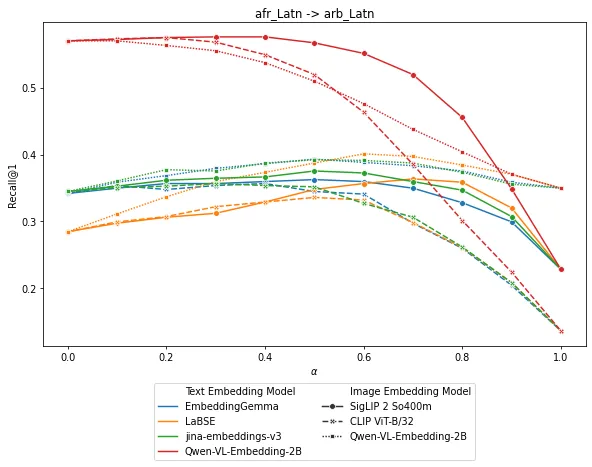 afr_Latn -> arb_Latn
Recall@1
0.5
0.4
0.3
0.2
0.0 0.2 0.4 0.6 0.8 1.0
α
Text Embedding Model Image Embedding Model
EmbeddingGemma SigLIP 2 So400m
LaBSE CLIP ViT-B/32
jina-embeddings-v3 Qwen-VL-Embedding-2B
Qwen-VL-Embedding-2B